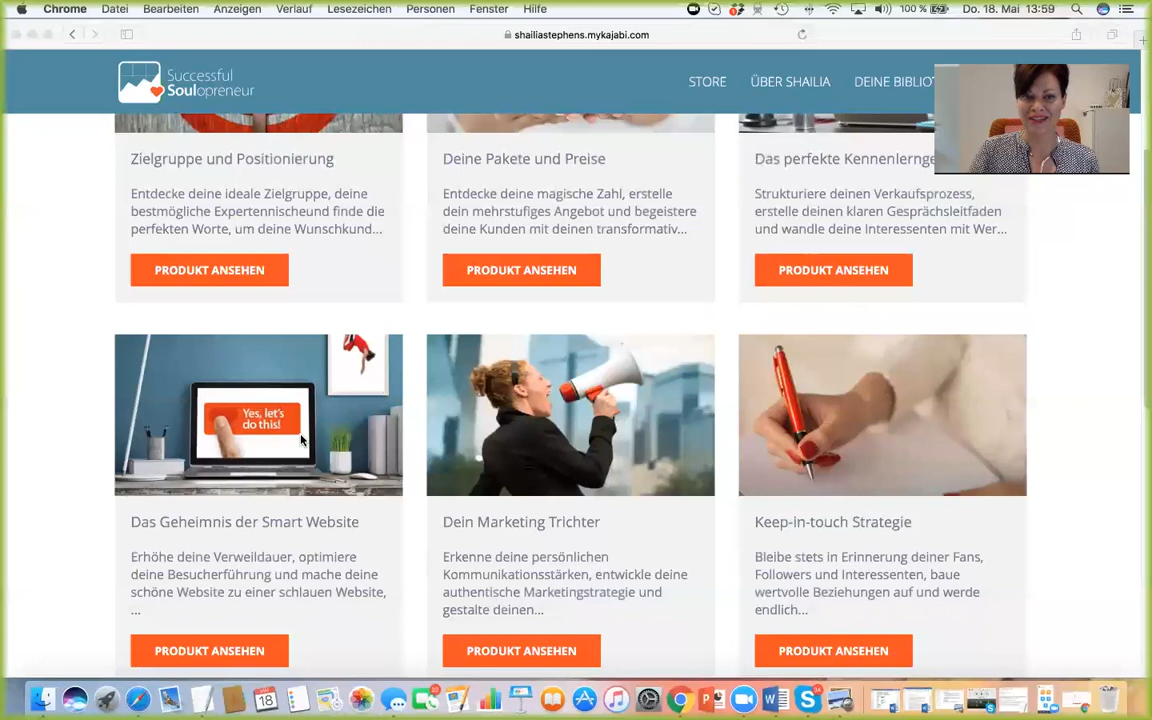 Chrome Datei Bearbeiten Anzeigen Verlauf Lesezeichen Personen Fenster Hilfe 100 % Do. 18. Mai 13:59
shailiastephens.mykajabi.com
Successful
Soulopreneur
STORE ÜBER SHAILIA DEINE BIBLIOT
Zielgruppe und Positionierung
Entdecke deine ideale Zielgruppe, deine
bestmögliche Expertennischeund finde die
perfekten Worte, um deine Wunschkund...
PRODUKT ANSEHEN
Deine Pakete und Preise
Entdecke deine magische Zahl, erstelle
dein mehrstufiges Angebot und begeistere
deine Kunden mit deinen transformativ...
PRODUKT ANSEHEN
Das perfekte Kennenlernge
Strukturiere deinen Verkaufsprozess,
erstelle deinen klaren Gesprächsleitfaden
und wandle deine Interessenten mit Wer...
PRODUKT ANSEHEN
Yes, let's
do this!
Das Geheimnis der Smart Website
Erhöhe deine Verweildauer, optimiere
deine Besucherführung und mache deine
schöne Website zu einer schlauen Website,
...
PRODUKT ANSEHEN
Dein Marketing Trichter
Erkenne deine persönlichen
Kommunikationsstärken, entwickle deine
authentische Marketingstrategie und
gestalte deinen...
PRODUKT ANSEHEN
Keep-in-touch Strategie
Bleibe stets in Erinnerung deiner Fans,
Followers und Interessenten, baue
wertvolle Beziehungen auf und werde
endlich...
PRODUKT ANSEHEN
18